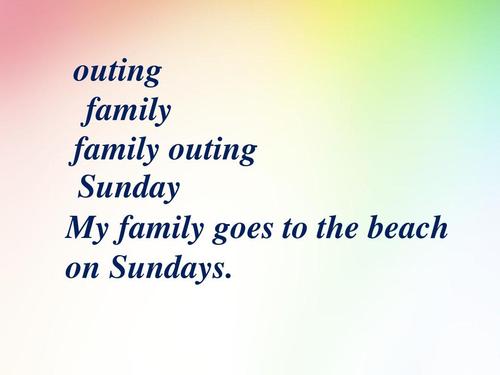 outing
family
family outing
Sunday
My family goes to the beach
on Sundays.